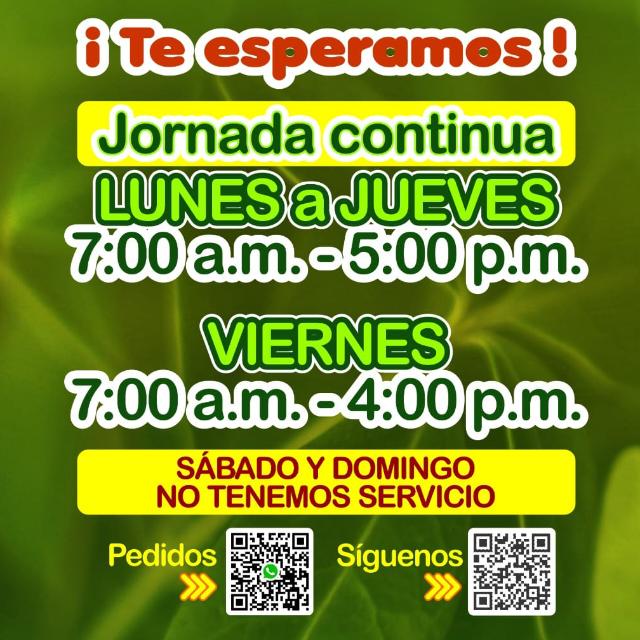 ¡ Te esperamos !
Jornada continua
LUNES a JUEVES
7:00 a.m. - 5:00 p.m.
VIERNES
7:00 a.m. - 4:00 p.m.
SÁBADO Y DOMINGO
NO TENEMOS SERVICIO
Pedidos
Síguenos